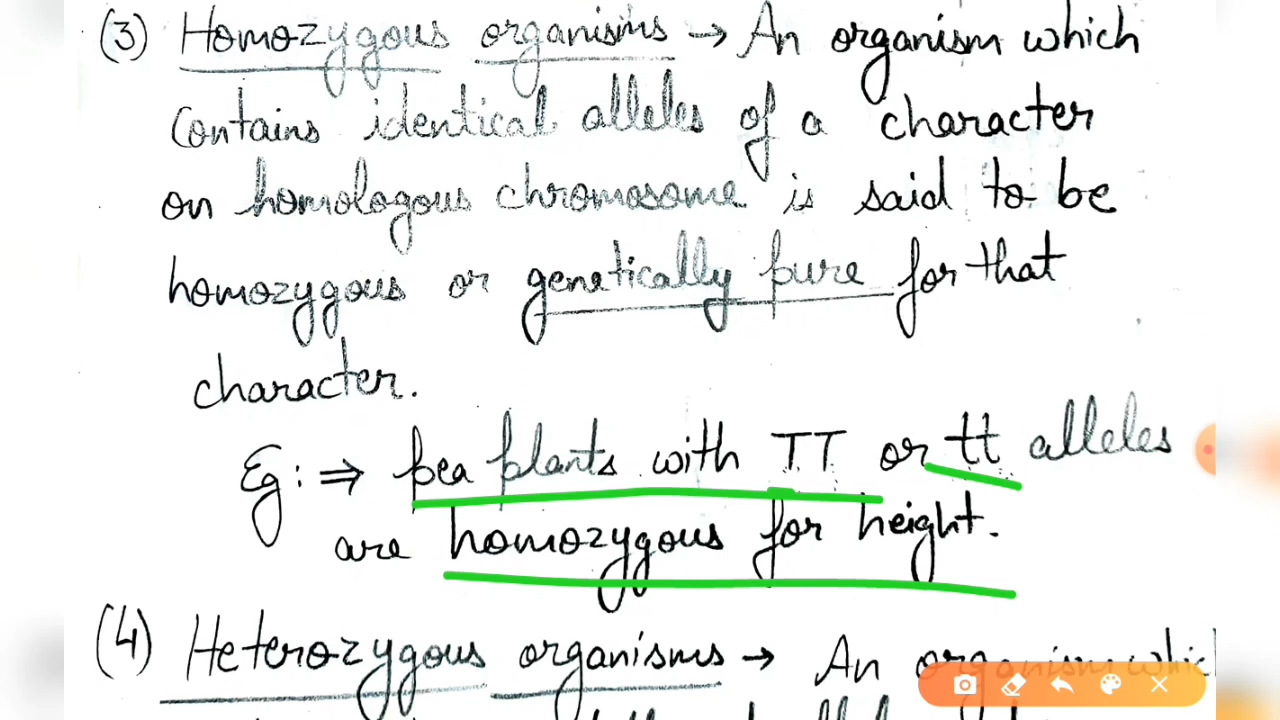 (3) Homozygous organisms → An organism which
contains identical alleles of a character
on homologous chromosome is said to be
homozygous or genetically pure for that
character.
Eg: ⇒ pea plants with TT or tt alleles
are homozygous for height.
(4) Heterozygous organisms → An organism which